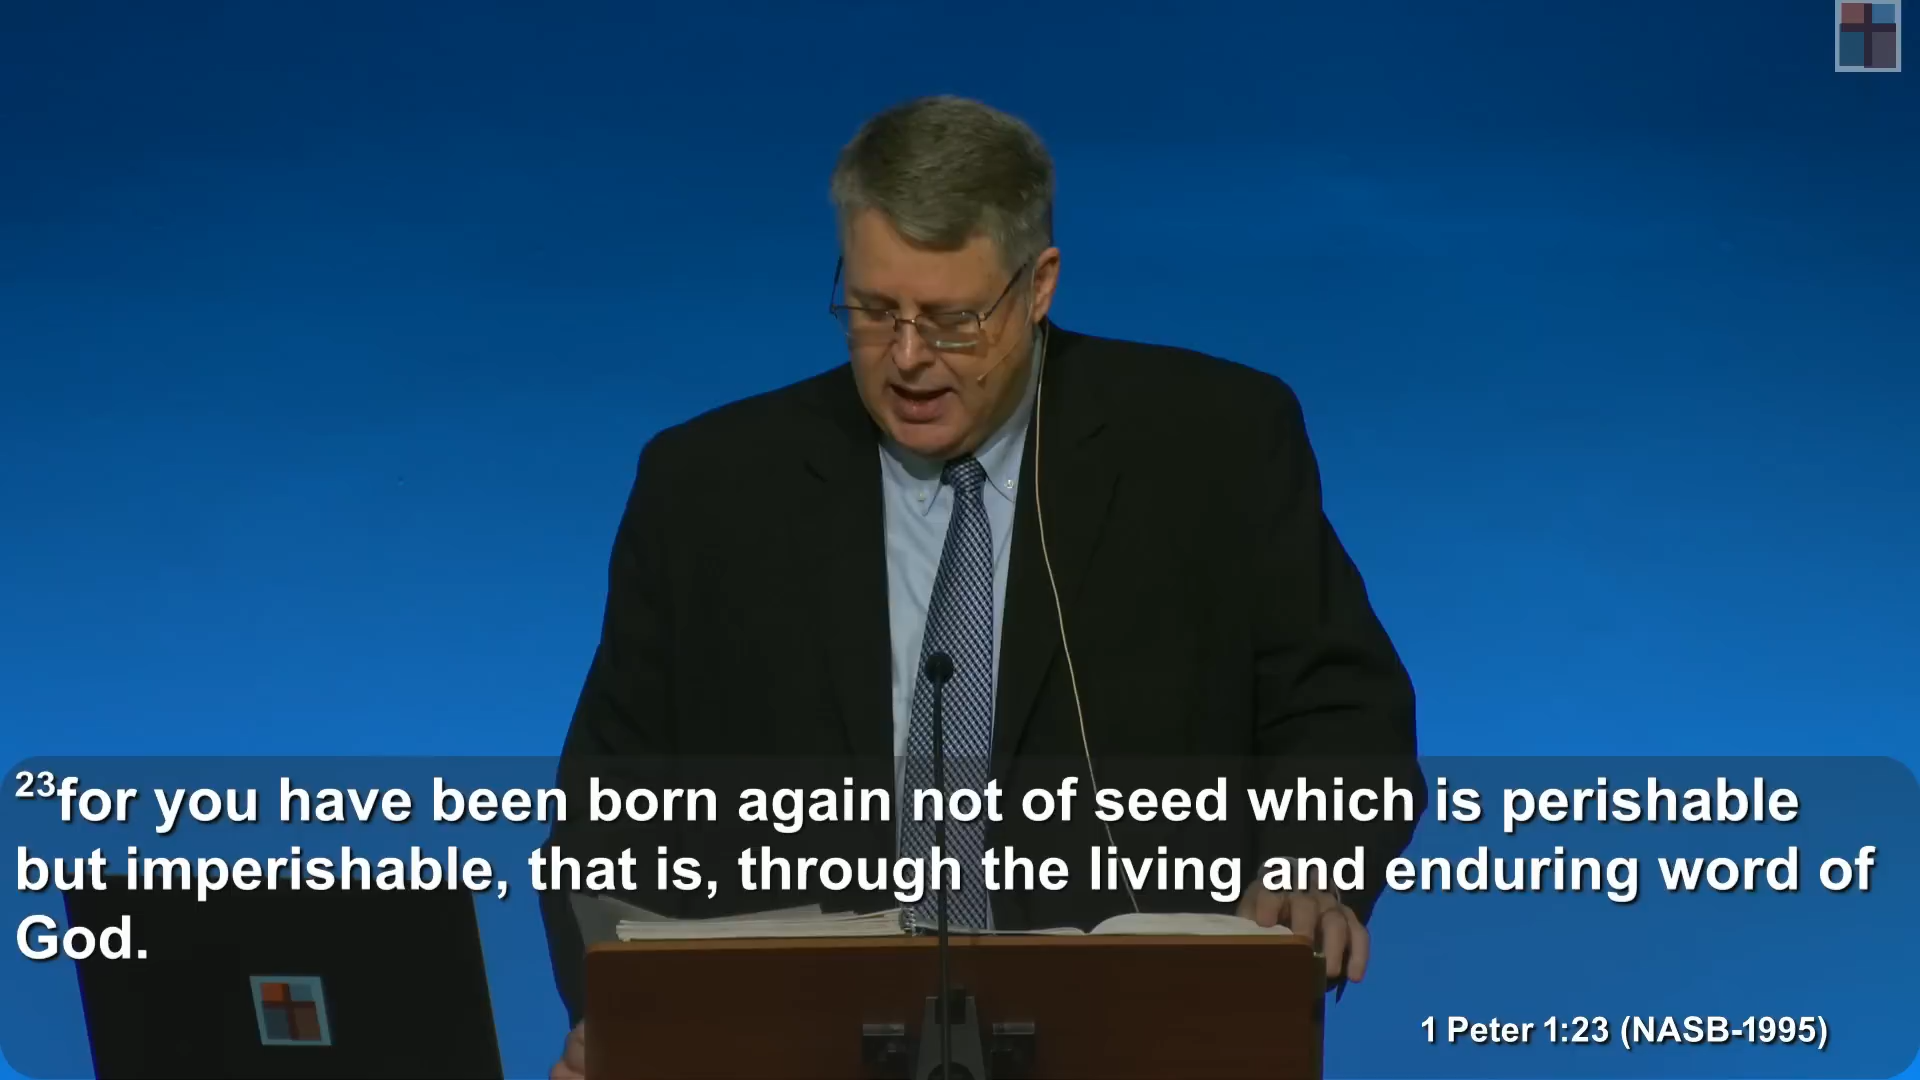 23for you have been born again not of seed which is perishable
but imperishable, that is, through the living and enduring word of
God.
1 Peter 1:23 (NASB-1995)